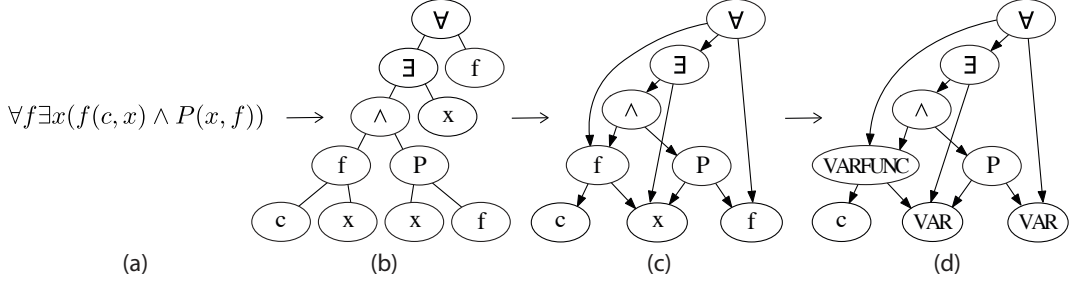 ∀f∃x(f(c, x) ∧ P(x, f))
∀
∃ f
∧ x
f P
c x x f
∀
∃
∧
f P
c x f
∀
∃
∧
VARFUNC P
c VAR VAR
(a) (b) (c) (d)